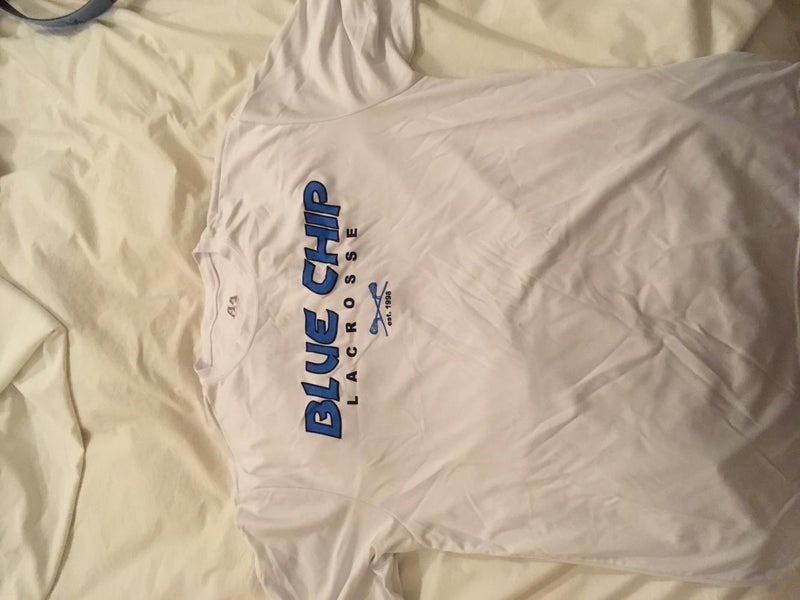 BLUE CHIP
LACROSSE
est. 1998